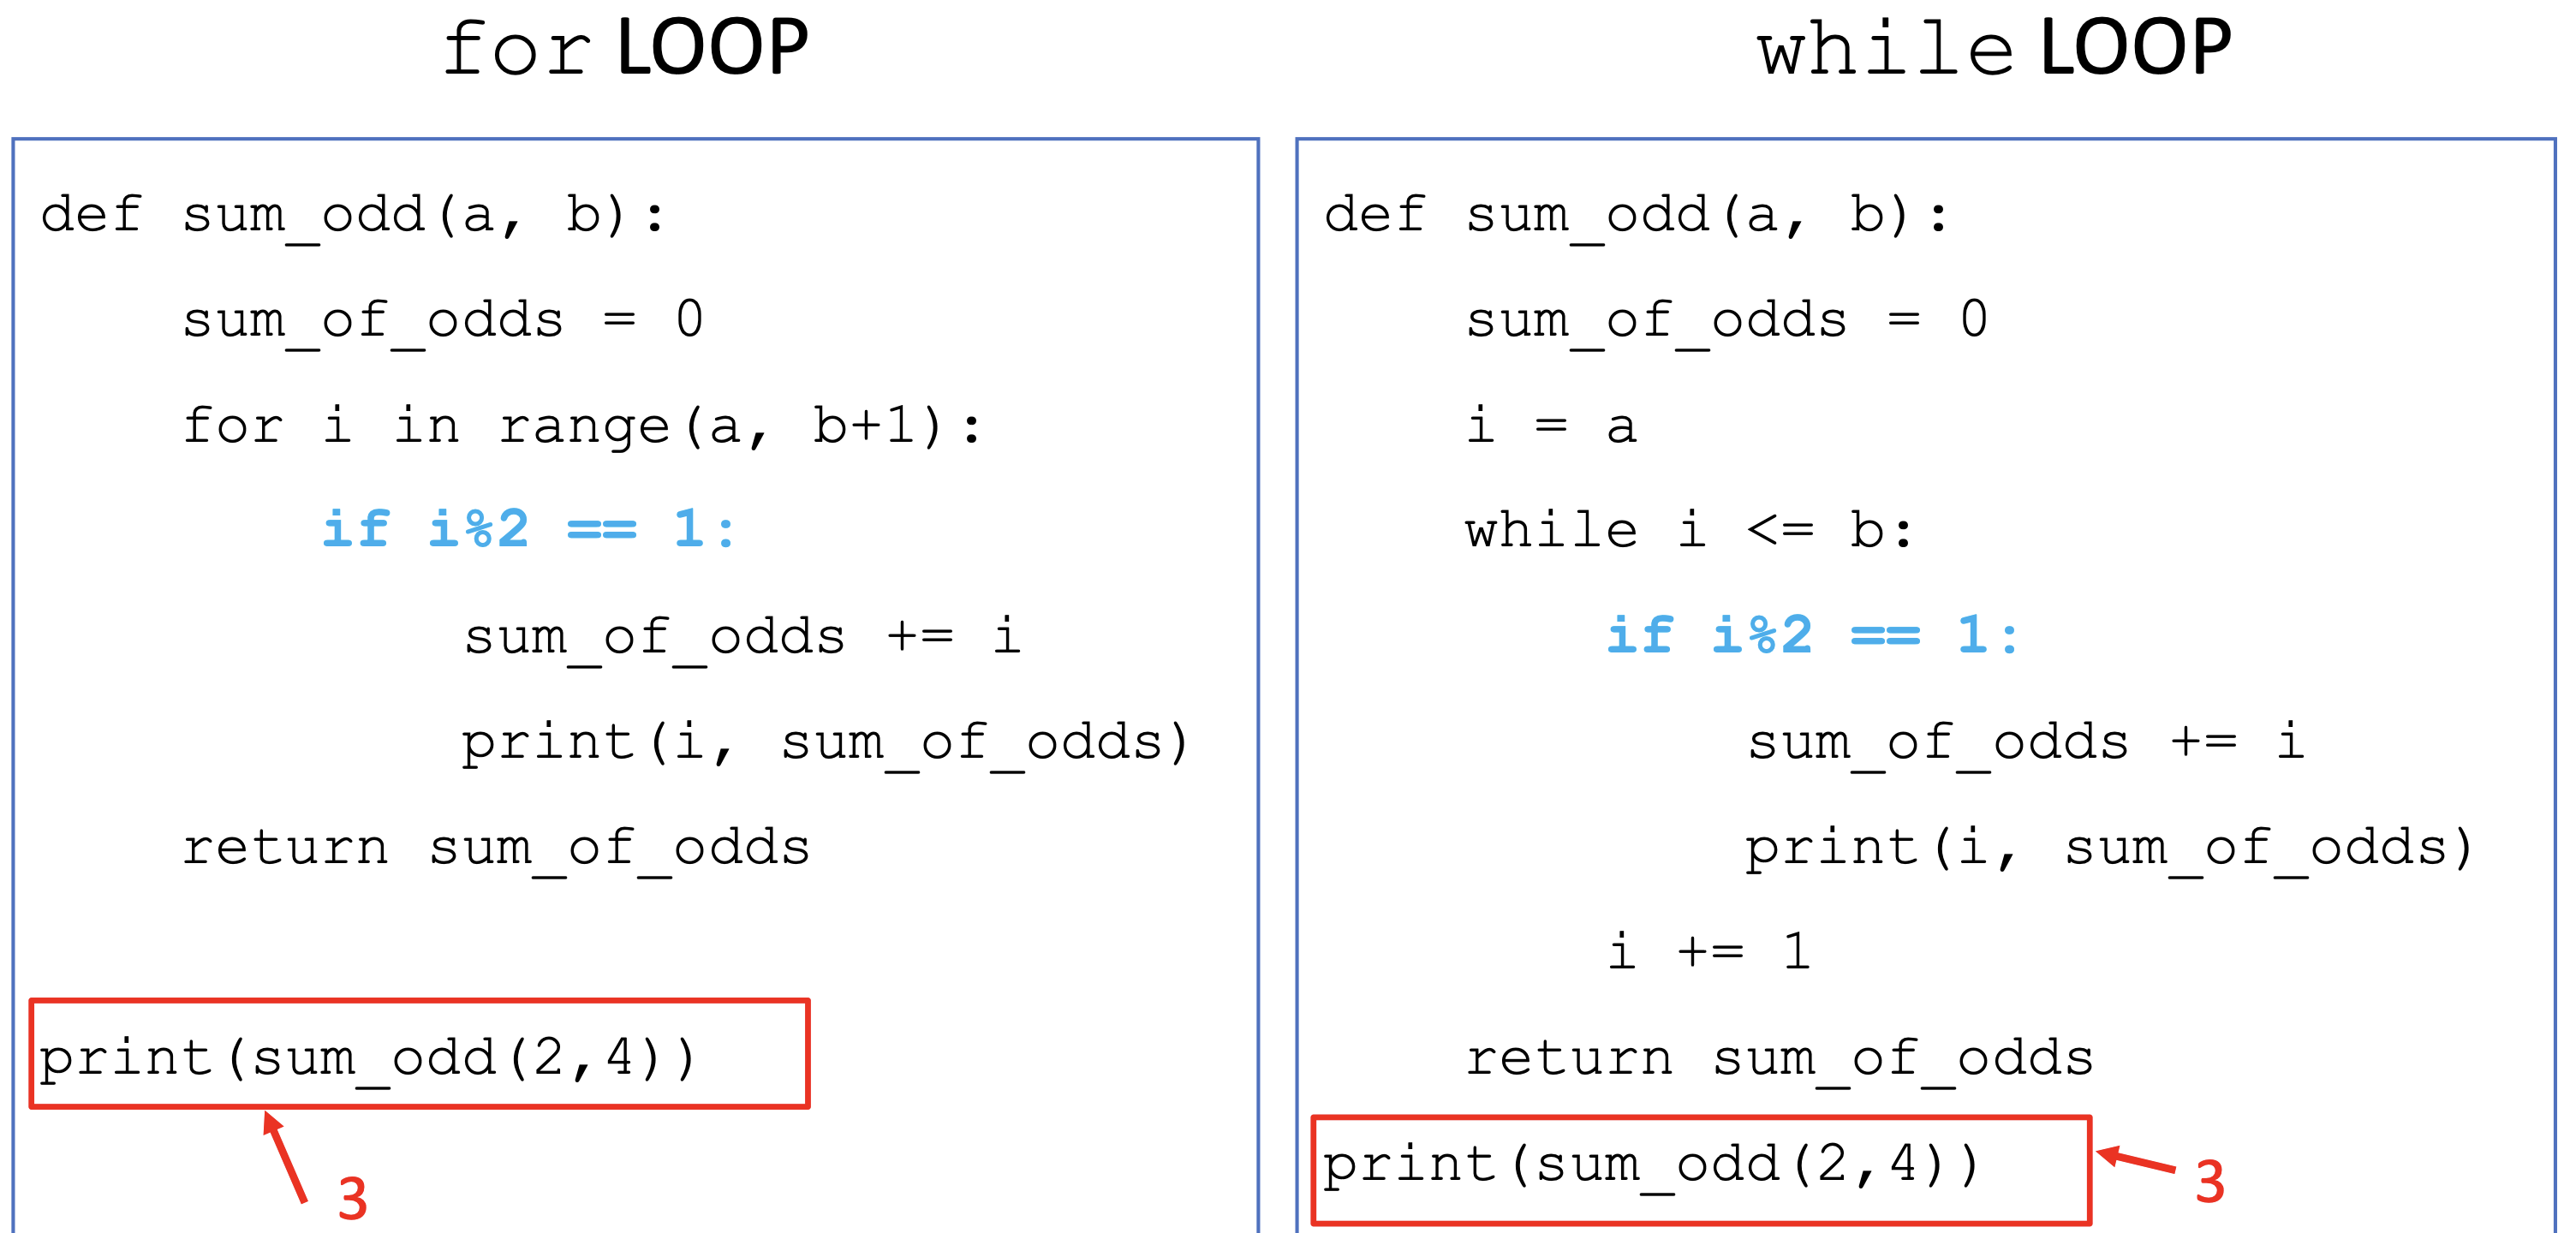 for LOOP
def sum_odd(a, b):
    sum_of_odds = 0
    for i in range(a, b+1):
        if i%2 == 1:
            sum_of_odds += i
            print(i, sum_of_odds)
    return sum_of_odds
print(sum_odd(2,4))
3
while LOOP
def sum_odd(a, b):
    sum_of_odds = 0
    i = a
    while i <= b:
        if i%2 == 1:
            sum_of_odds += i
            print(i, sum_of_odds)
        i += 1
    return sum_of_odds
print(sum_odd(2,4))
3